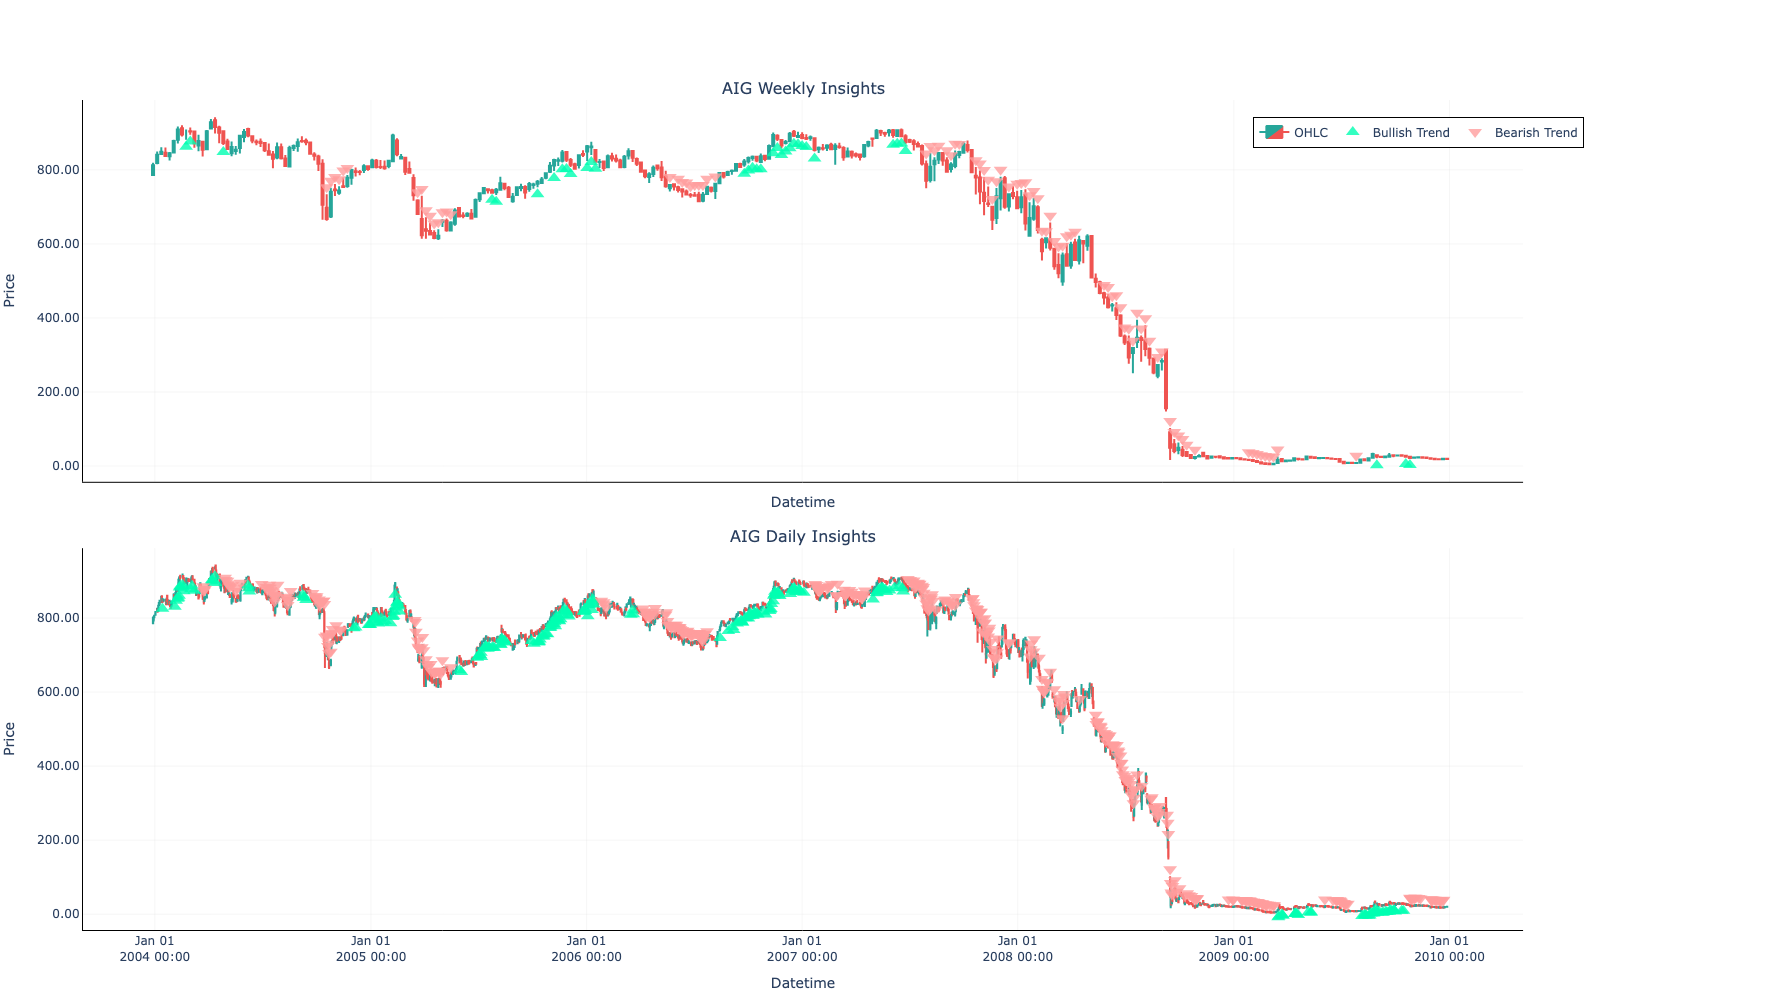 AIG Weekly Insights
OHLC
Bullish Trend
Bearish Trend
800.00
600.00
400.00
200.00
0.00
Price
Datetime
AIG Daily Insights
800.00
600.00
400.00
200.00
0.00
Price
Jan 01
2004 00:00
Jan 01
2005 00:00
Jan 01
2006 00:00
Jan 01
2007 00:00
Jan 01
2008 00:00
Jan 01
2009 00:00
Jan 01
2010 00:00
Datetime